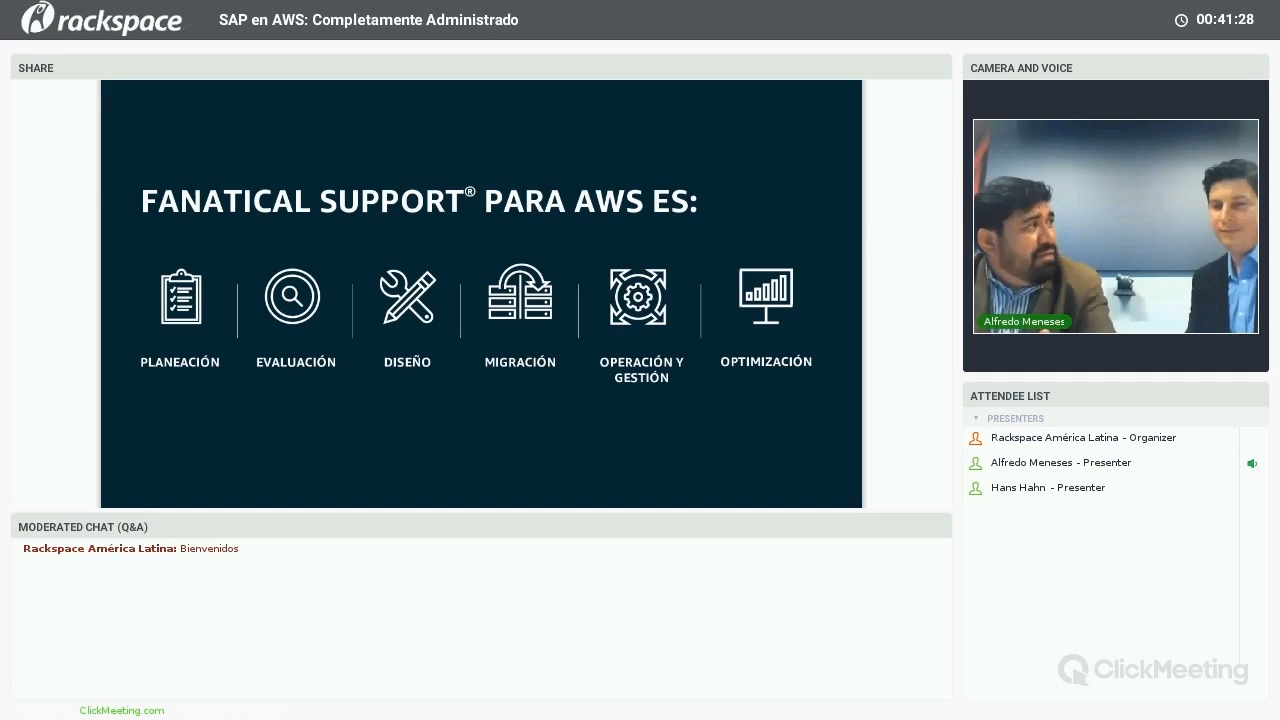 rackspace
SAP en AWS: Completamente Administrado
00:41:28
SHARE
FANATICAL SUPPORT® PARA AWS ES:
PLANEACIÓN
EVALUACIÓN
DISEÑO
MIGRACIÓN
OPERACIÓN Y
GESTIÓN
OPTIMIZACIÓN
MODERATED CHAT (Q&A)
Rackspace América Latina: Bienvenidos
CAMERA AND VOICE
Alfredo Meneses
ATTENDEE LIST
PRESENTERS
Rackspace América Latina - Organizer
Alfredo Meneses - Presenter
Hans Hahn - Presenter
ClickMeeting
ClickMeeting.com